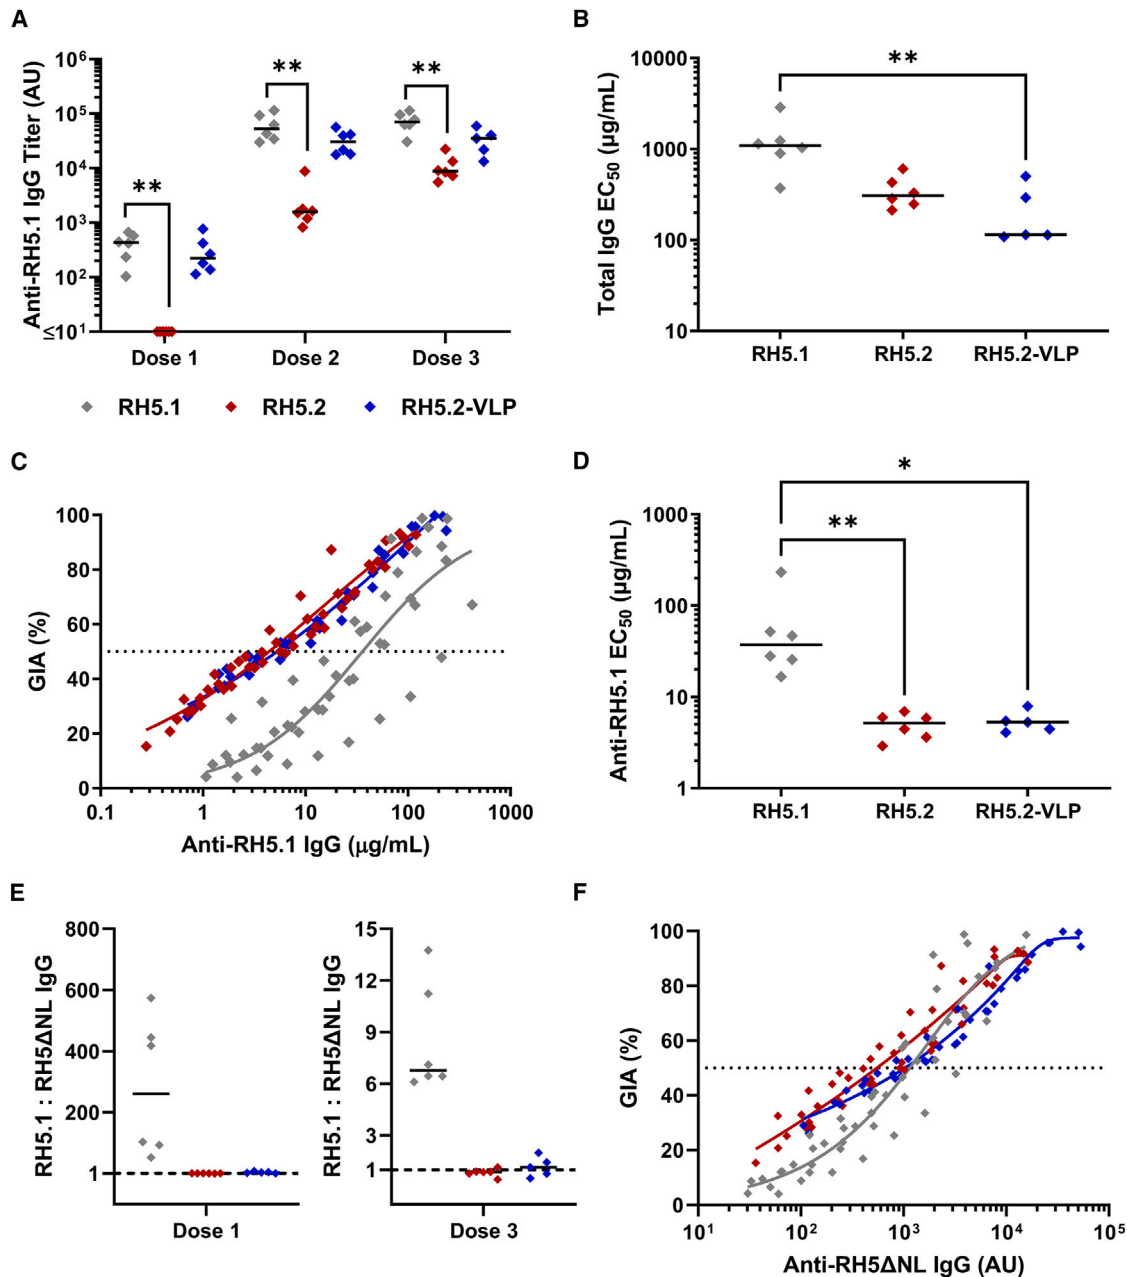 A
Anti-RH5.1 IgG Titer (AU)
10⁶
10⁵
10⁴
10³
10²
≤10¹
**
**
**
Dose 1 Dose 2 Dose 3
RH5.1 RH5.2 RH5.2-VLP
B
Total IgG EC₅₀ (μg/mL)
10000
1000
100
10
**
RH5.1 RH5.2 RH5.2-VLP
C
GIA (%)
100
80
60
40
20
0
0.1 1 10 100 1000
Anti-RH5.1 IgG (μg/mL)
D
Anti-RH5.1 EC₅₀ (μg/mL)
1000
100
10
1
*
**
RH5.1 RH5.2 RH5.2-VLP
E
RH5.1 : RH5ΔNL IgG
800
600
400
200
1
Dose 1
RH5.1 : RH5ΔNL IgG
15
12
9
6
3
1
Dose 3
F
GIA (%)
100
80
60
40
20
0
10¹ 10² 10³ 10⁴ 10⁵
Anti-RH5ΔNL IgG (AU)